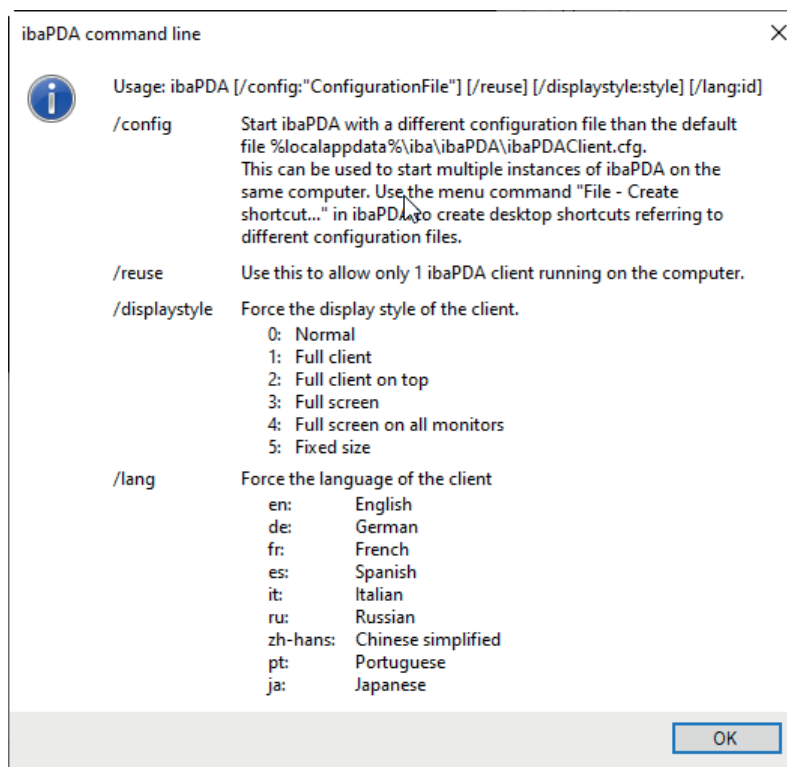 ibaPDA command line
Usage: ibaPDA [/config:"ConfigurationFile"] [/reuse] [/displaystyle:style] [/lang:id]
/config Start ibaPDA with a different configuration file than the default
file %localappdata%\iba\ibaPDA\ibaPDAClient.cfg.
This can be used to start multiple instances of ibaPDA on the
same computer. Use the menu command "File - Create
shortcut..." in ibaPDA to create desktop shortcuts referring to
different configuration files.
/reuse Use this to allow only 1 ibaPDA client running on the computer.
/displaystyle Force the display style of the client.
0: Normal
1: Full client
2: Full client on top
3: Full screen
4: Full screen on all monitors
5: Fixed size
/lang Force the language of the client
en: English
de: German
fr: French
es: Spanish
it: Italian
ru: Russian
zh-hans: Chinese simplified
pt: Portuguese
ja: Japanese
OK